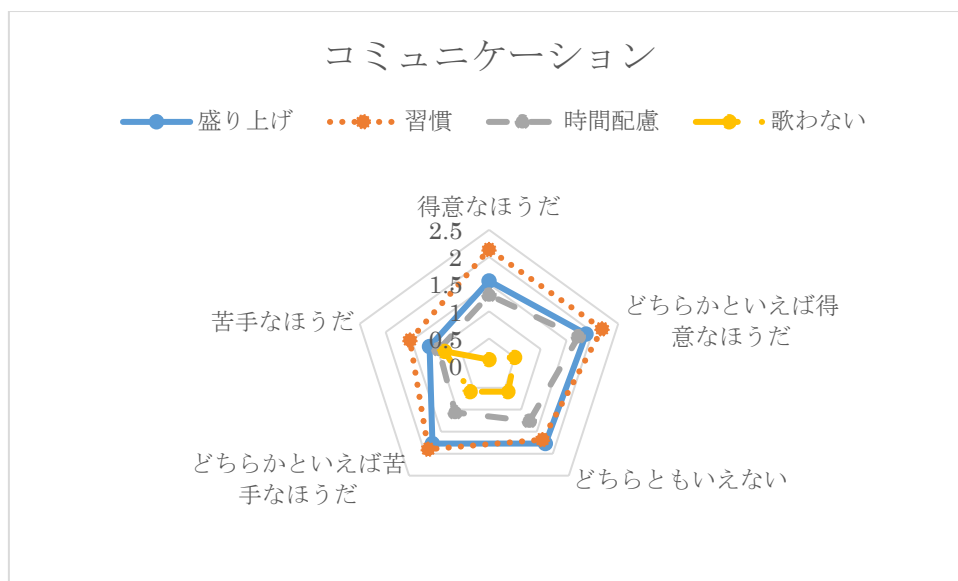 コミュニケーション
盛り上げ 習慣 時間配慮 歌わない
得意なほうだ
2.5
2
1.5
1
0.5
0
どちらかといえば得
意なほうだ
苦手なほうだ
どちらかといえば苦
手なほうだ
どちらともいえない